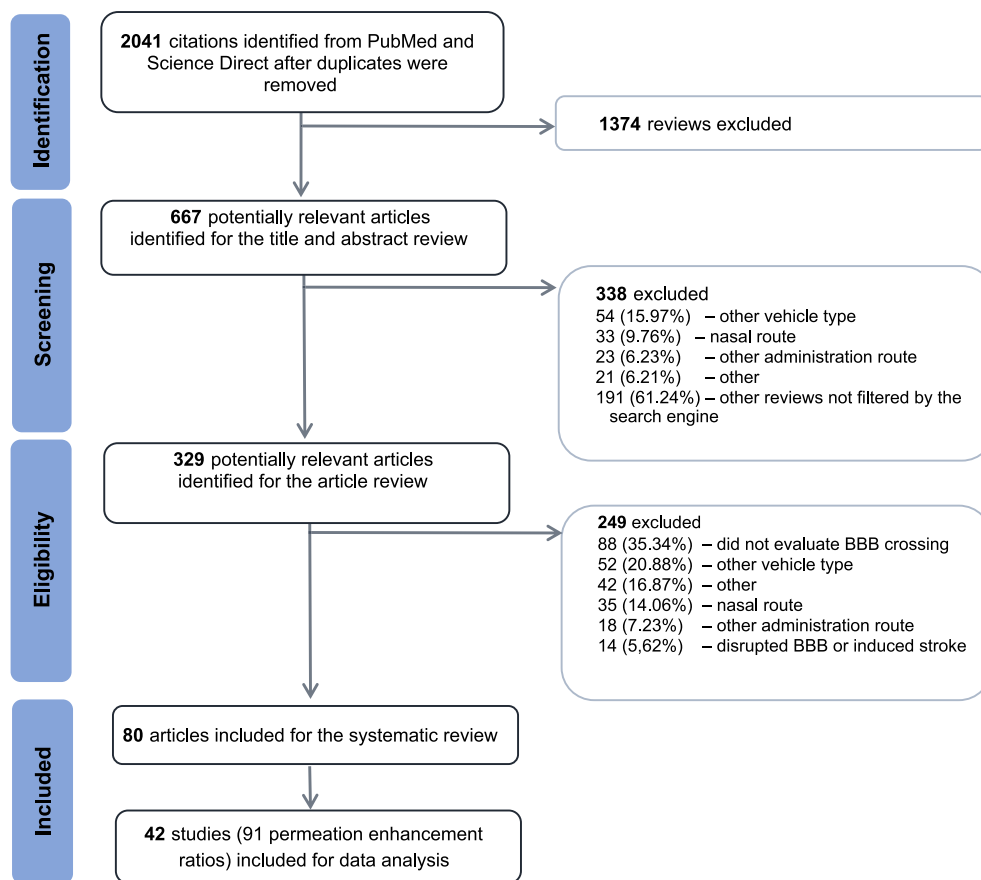 Identification
2041 citations identified from PubMed and
Science Direct after duplicates were
removed
1374 reviews excluded
Screening
667 potentially relevant articles
identified for the title and abstract review
338 excluded
54 (15.97%) – other vehicle type
33 (9.76%) – nasal route
23 (6.23%) – other administration route
21 (6.21%) – other
191 (61.24%) – other reviews not filtered by the
search engine
Eligibility
329 potentially relevant articles
identified for the article review
249 excluded
88 (35.34%) – did not evaluate BBB crossing
52 (20.88%) – other vehicle type
42 (16.87%) – other
35 (14.06%) – nasal route
18 (7.23%) – other administration route
14 (5,62%) – disrupted BBB or induced stroke
Included
80 articles included for the systematic review
42 studies (91 permeation enhancement
ratios) included for data analysis